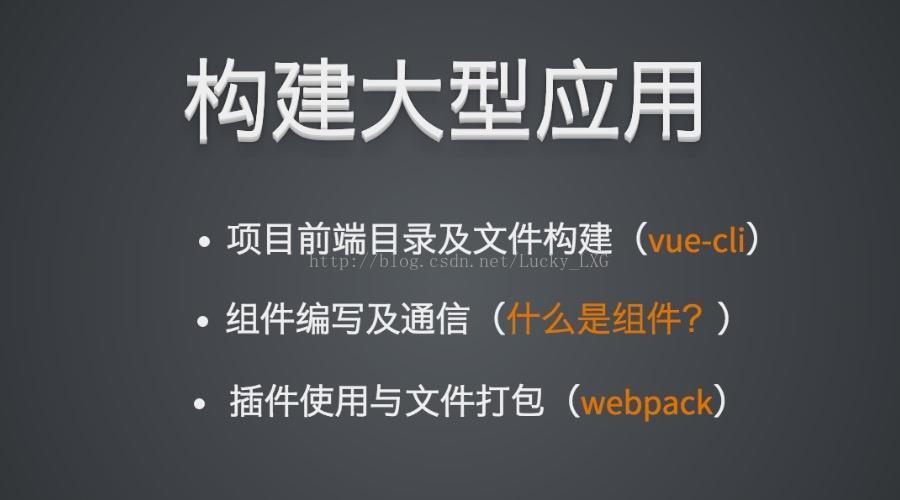 构建大型应用
• 项目前端目录及文件构建（vue-cli）
http://blog.csdn.net/Lucky_LXG
• 组件编写及通信（什么是组件？）
• 插件使用与文件打包（webpack）